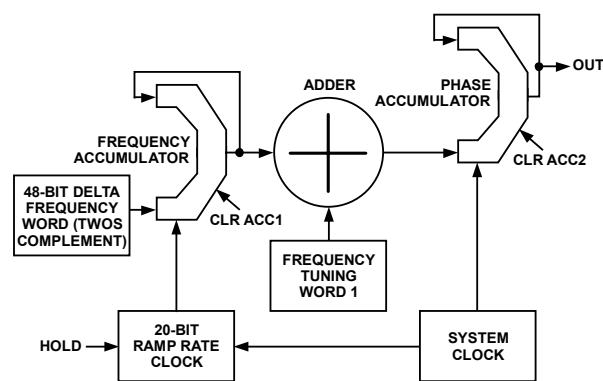 OUT
ADDER
PHASE
ACCUMULATOR
FREQUENCY
ACCUMULATOR
CLR ACC2
48-BIT DELTA
FREQUENCY
WORD (TWOS
COMPLEMENT)
CLR ACC1
FREQUENCY
TUNING
WORD 1
HOLD
20-BIT
RAMP RATE
CLOCK
SYSTEM
CLOCK